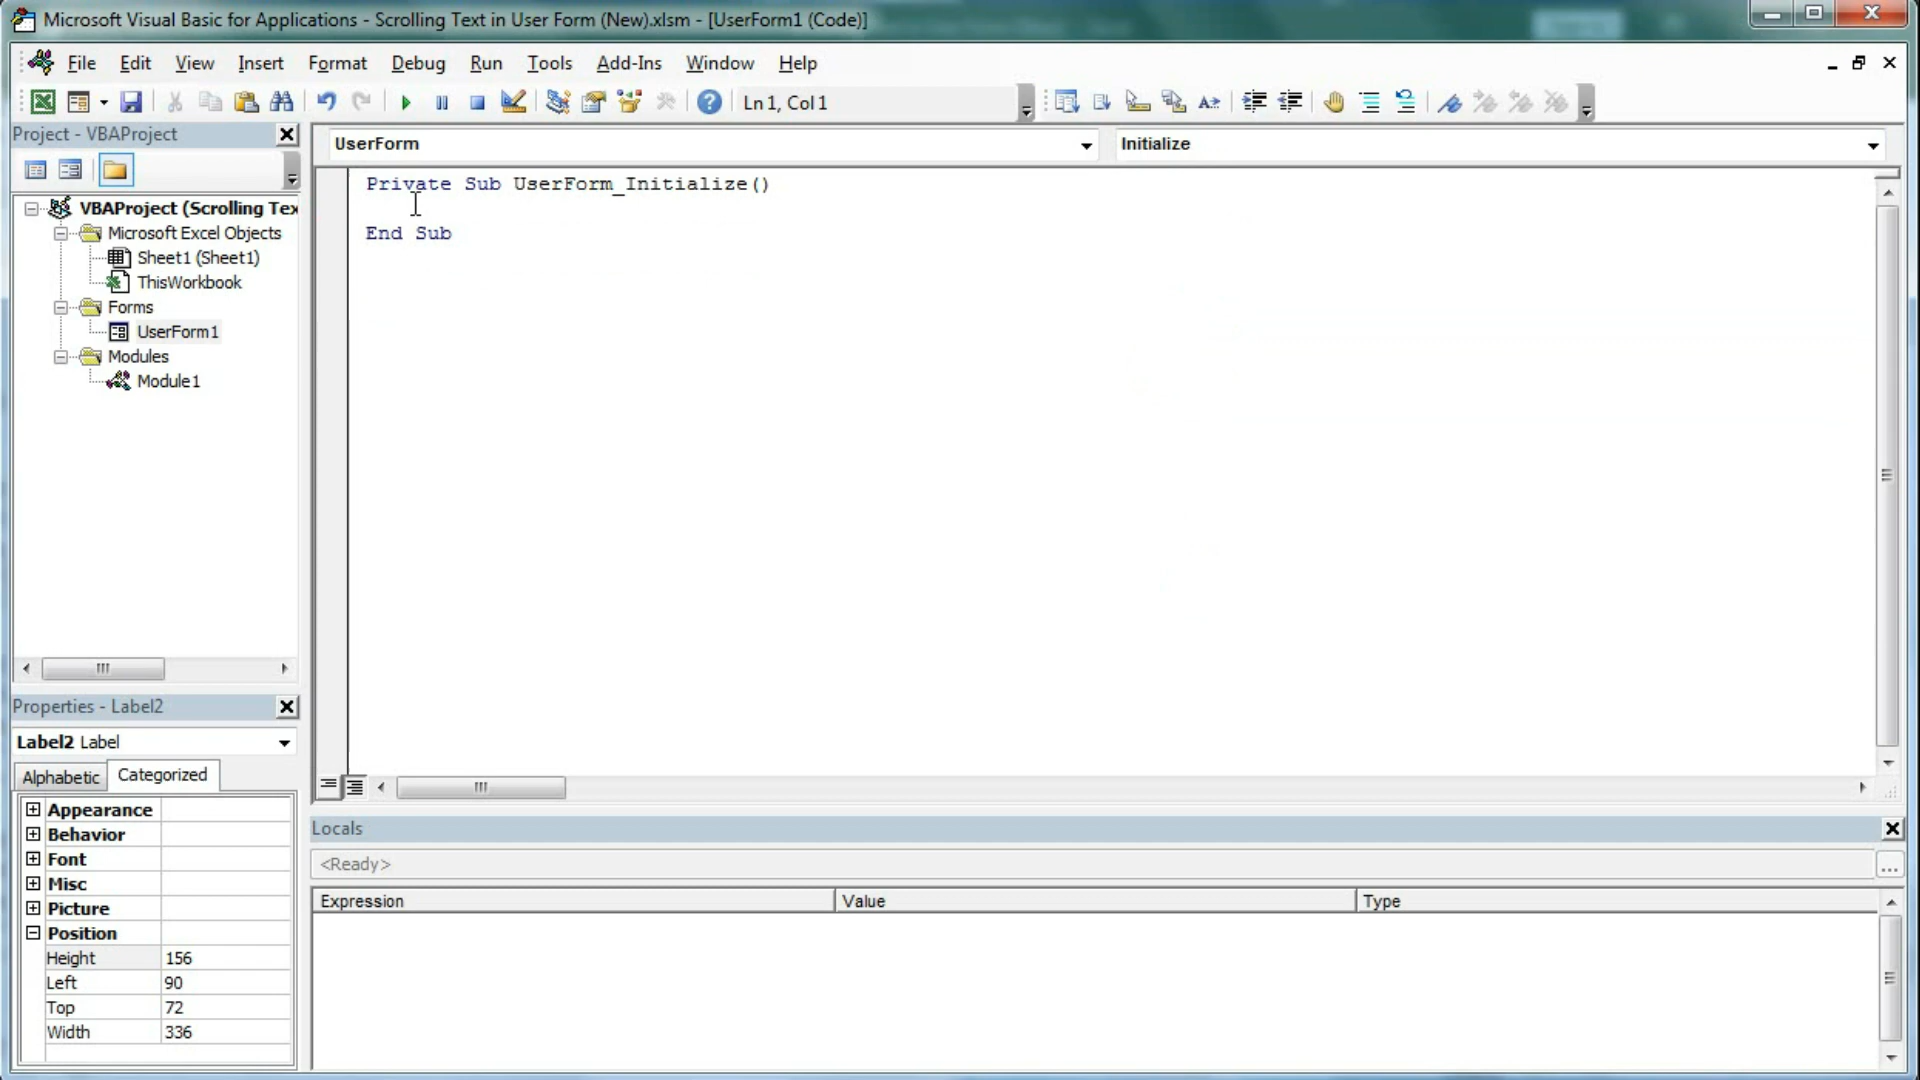 Microsoft Visual Basic for Applications - Scrolling Text in User Form (New).xlsm - [UserForm1 (Code)]
File Edit View Insert Format Debug Run Tools Add-Ins Window Help
Ln 1, Col 1
Project - VBAProject
UserForm Initialize
VBAProject (Scrolling Tex
Microsoft Excel Objects
Sheet1 (Sheet1)
ThisWorkbook
Forms
UserForm1
Modules
Module1
Private Sub UserForm_Initialize()
End Sub
Properties - Label2
Label2 Label
Alphabetic Categorized
Appearance
Behavior
Font
Misc
Picture
Position
Height 156
Left 90
Top 72
Width 336
Locals
<Ready>
...
Expression Value Type